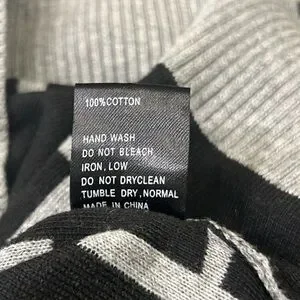 100%COTTON
HAND WASH
DO NOT BLEACH
IRON, LOW
DO NOT DRYCLEAN
TUMBLE DRY,NORMAL
MADE IN CHINA